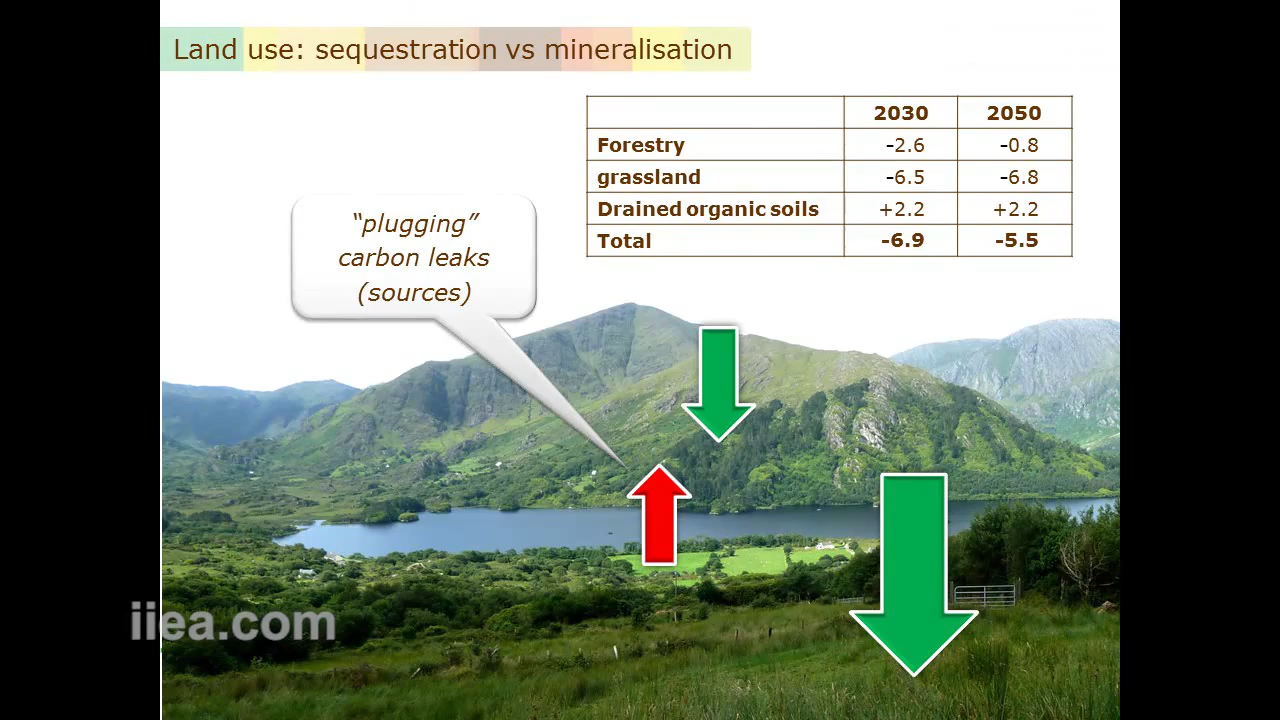 Land use: sequestration vs mineralisation
2030 2050
Forestry -2.6 -0.8
grassland -6.5 -6.8
Drained organic soils +2.2 +2.2
Total -6.9 -5.5
“plugging”
carbon leaks
(sources)
iiea.com